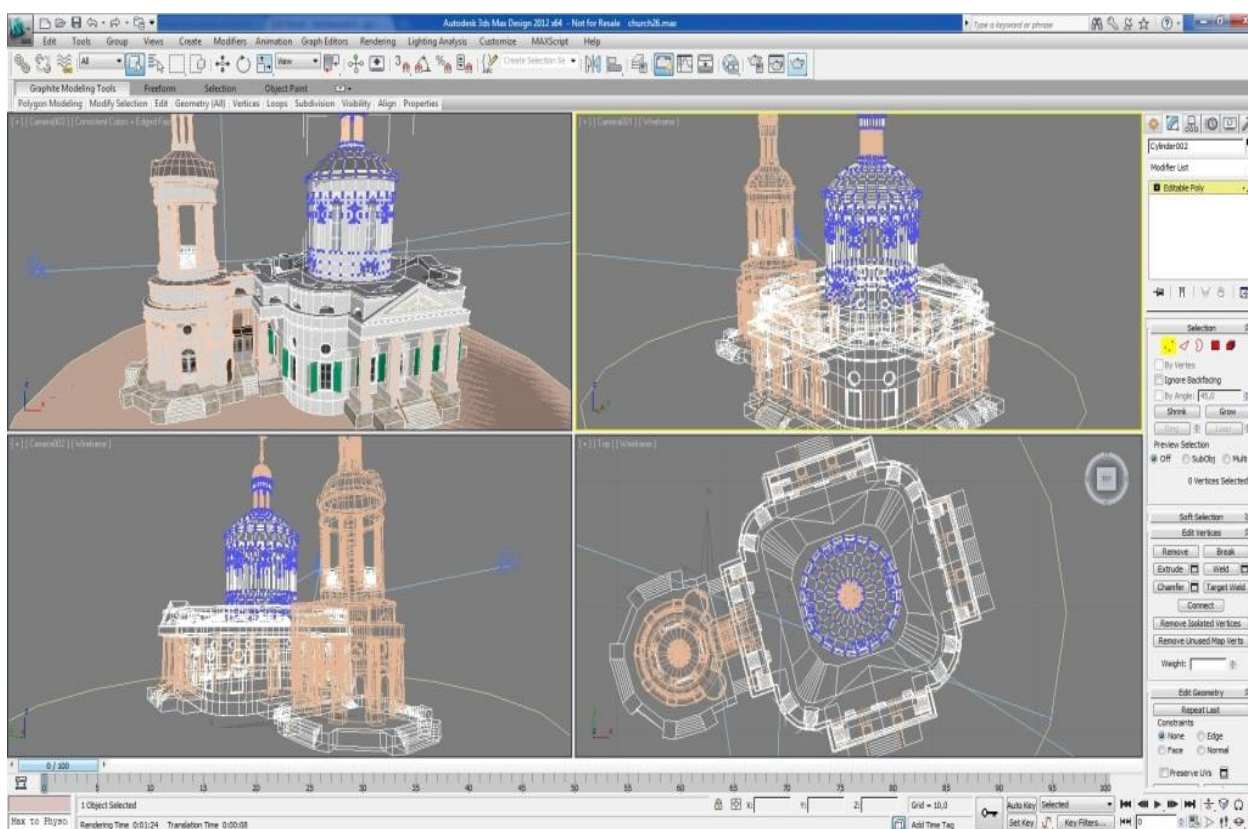 Autodesk 3ds Max Design 2012 x64 - Not for Resale church26.max
Type a keyword or phrase
Edit Tools Group Views Create Modifiers Animation Graph Editors Rendering Lighting Analysis Customize MAXScript Help
All View Create Selection Se
Graphite Modeling Tools Freeform Selection Object Paint
Polygon Modeling Modify Selection Edit Geometry (All) Vertices Loops Subdivision Visibility Align Properties
[ + ] [ Camera003 ] [ Consistent Colors + Edged Fac
[ + ] [ Camera001 ] [ Wireframe ]
[ + ] [ Camera002 ] [ Wireframe ]
[ + ] [ Top ] [ Wireframe ]
TOP
Cylinder002
Modifier List
Editable Poly
Selection
By Vertex
Ignore Backfacing
By Angle: 45,0
Shrink Grow
Ring Loop
Preview Selection
Off SubObj Multi
0 Vertices Selected
Soft Selection
Edit Vertices
Remove Break
Extrude Weld
Chamfer Target Weld
Connect
Remove Isolated Vertices
Remove Unused Map Verts
Weight:
Edit Geometry
Repeat Last
Constraints
None Edge
Face Normal
Preserve UVs
0 / 100
0 5 10 15 20 25 30 35 40 45 50 55 60 65 70 75 80 85 90 95 100
1 Object Selected
X: Y: Z: Grid = 10,0
Auto Key Selected
Max to Physc Rendering Time 0:01:24 Translation Time 0:00:08
Add Time Tag
Set Key Key Filters... 0